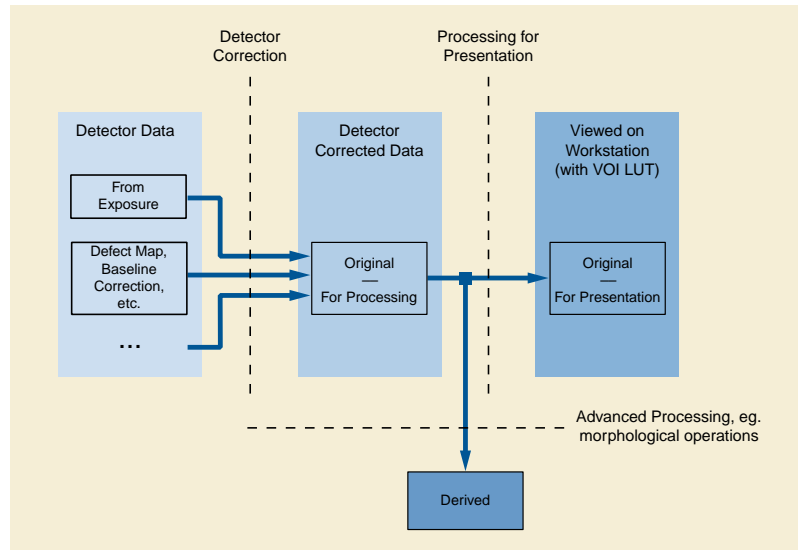 Detector
Correction
Processing for
Presentation
Detector Data
From
Exposure
Defect Map,
Baseline
Correction,
etc.
...
Detector
Corrected Data
Original
—
For Processing
Viewed on
Workstation
(with VOI LUT)
Original
—
For Presentation
Advanced Processing, eg.
morphological operations
Derived